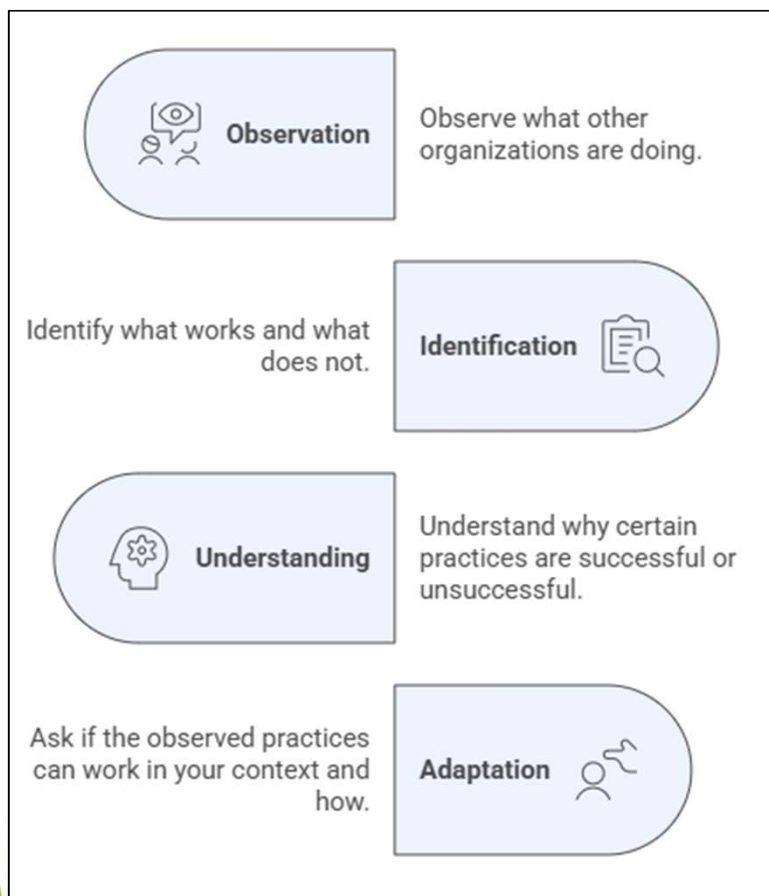 Observation
Observe what other
organizations are doing.
Identify what works and what
does not.
Identification
Understanding
Understand why certain
practices are successful or
unsuccessful.
Ask if the observed practices
can work in your context and
how.
Adaptation